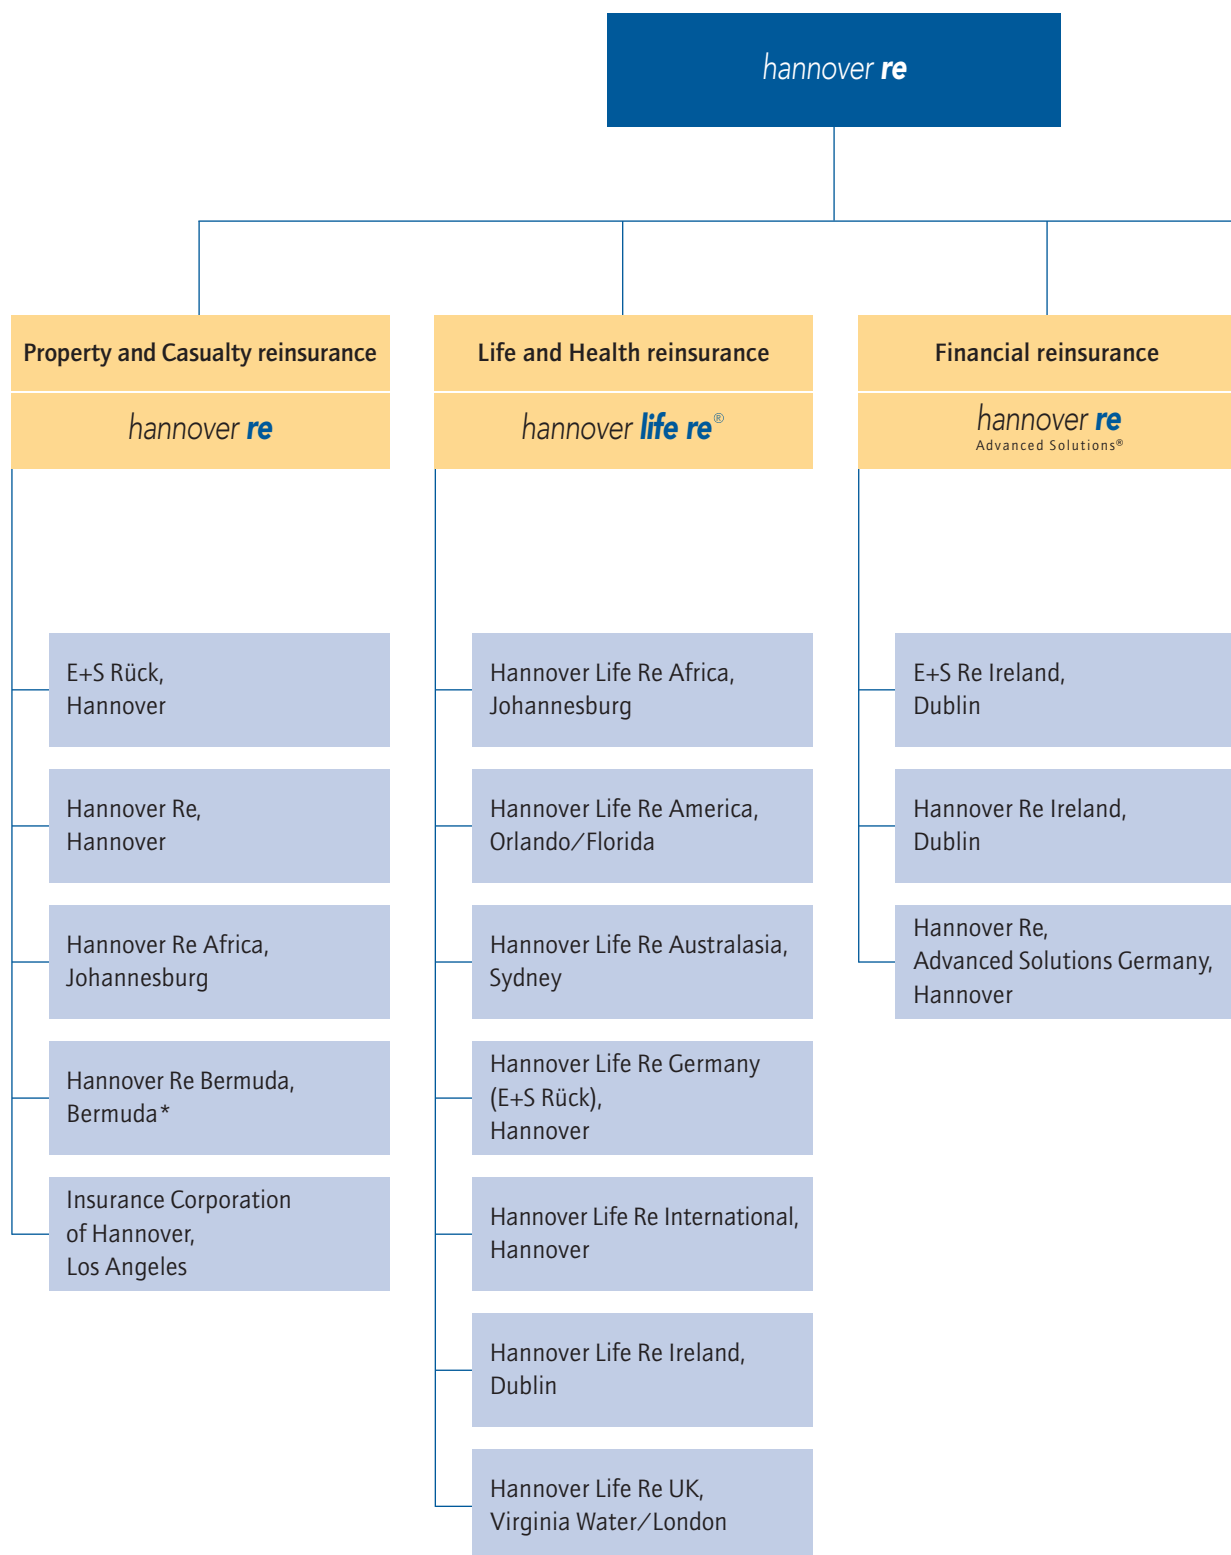 hannover re
Property and Casualty reinsurance
hannover re
E+S Rück,
Hannover
Hannover Re,
Hannover
Hannover Re Africa,
Johannesburg
Hannover Re Bermuda,
Bermuda*
Insurance Corporation
of Hannover,
Los Angeles
Life and Health reinsurance
hannover life re®
Hannover Life Re Africa,
Johannesburg
Hannover Life Re America,
Orlando/Florida
Hannover Life Re Australasia,
Sydney
Hannover Life Re Germany
(E+S Rück),
Hannover
Hannover Life Re International,
Hannover
Hannover Life Re Ireland,
Dublin
Hannover Life Re UK,
Virginia Water/London
Financial reinsurance
hannover re
Advanced Solutions®
E+S Re Ireland,
Dublin
Hannover Re Ireland,
Dublin
Hannover Re,
Advanced Solutions Germany,
Hannover